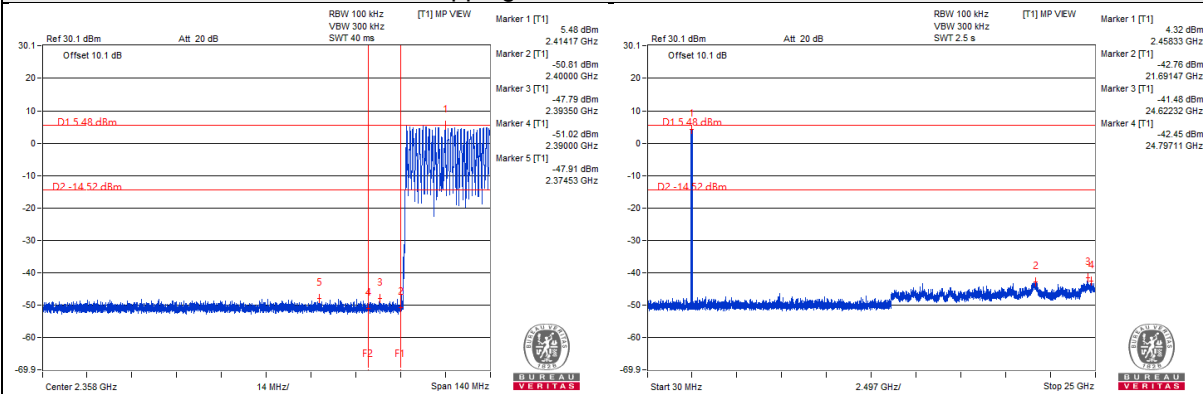 RBW 100 kHz [T1] MP VIEW
VBW 300 kHz
Ref 30.1 dBm Att 20 dB SWT 40 ms
Offset 10.1 dB
Marker 1 [T1]
5.48 dBm
2.41417 GHz
Marker 2 [T1]
-50.81 dBm
2.40000 GHz
Marker 3 [T1]
-47.79 dBm
2.39350 GHz
Marker 4 [T1]
-51.02 dBm
2.39000 GHz
Marker 5 [T1]
-47.91 dBm
2.37453 GHz
30.1
20
10
0
-10
-20
-30
-40
-50
-60
-69.9
D1 5.48 dBm
D2 -14.52 dBm
1
5
4
3
2
F2
F1
Center 2.358 GHz 14 MHz/ Span 140 MHz
BUREAU VERITAS
1828
BUREAU
VERITAS
RBW 100 kHz [T1] MP VIEW
VBW 300 kHz
Ref 30.1 dBm Att 20 dB SWT 2.5 s
Offset 10.1 dB
Marker 1 [T1]
4.32 dBm
2.45833 GHz
Marker 2 [T1]
-42.76 dBm
21.69147 GHz
Marker 3 [T1]
-41.48 dBm
24.62232 GHz
Marker 4 [T1]
-42.45 dBm
24.79711 GHz
30.1
20
10
0
-10
-20
-30
-40
-50
-60
-69.9
D1 5.48 dBm
D2 -14.52 dBm
1
2
3
4
Start 30 MHz 2.497 GHz/ Stop 25 GHz
BUREAU VERITAS
1828
BUREAU
VERITAS